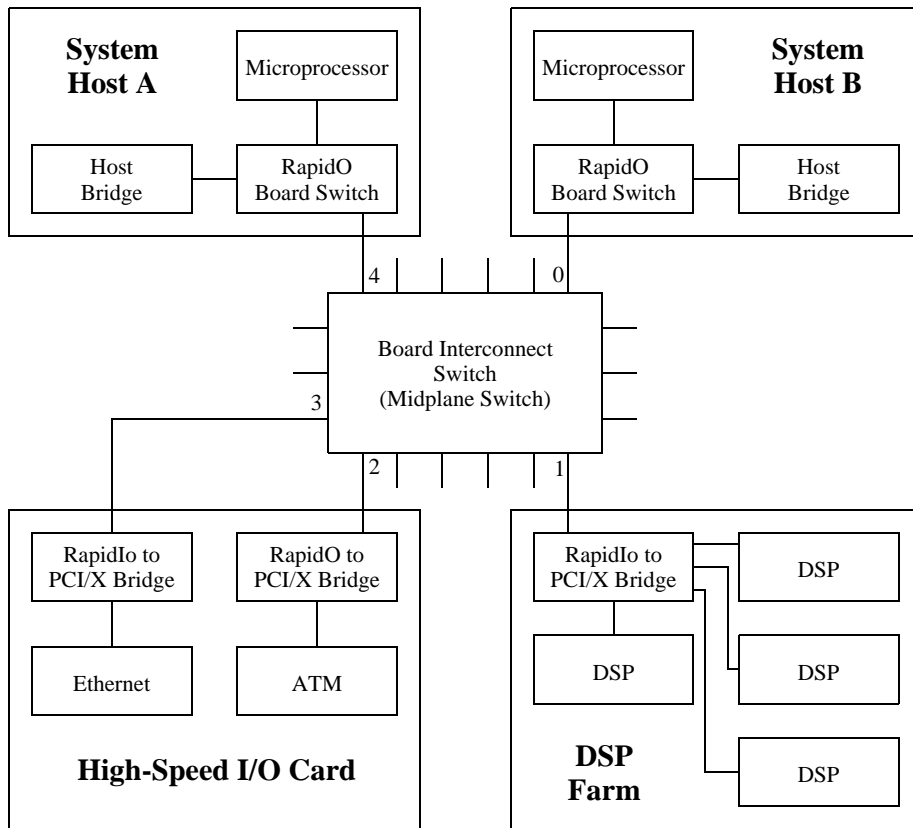 System
Host A
Microprocessor
Host
Bridge
RapidO
Board Switch
Microprocessor
System
Host B
RapidO
Board Switch
Host
Bridge
4
0
Board Interconnect
Switch
(Midplane Switch)
3
2
1
RapidIo to
PCI/X Bridge
RapidO to
PCI/X Bridge
Ethernet
ATM
High-Speed I/O Card
RapidIo to
PCI/X Bridge
DSP
DSP
DSP
DSP
DSP
Farm